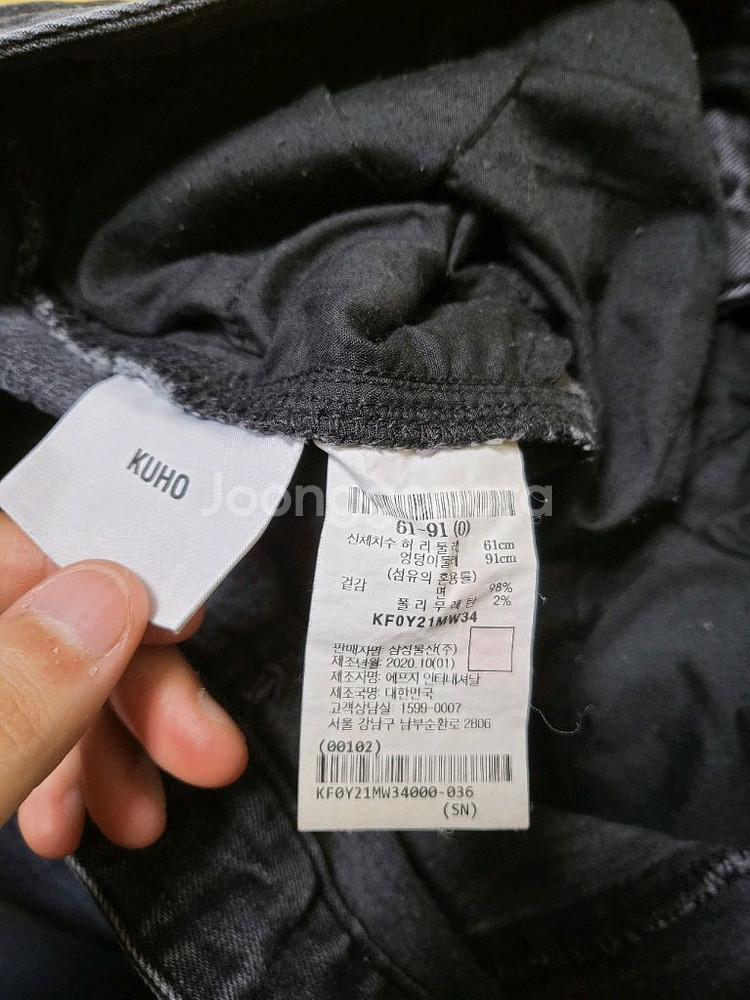 KUHO
Joonggonara
61-91 (0)
신체치수 허 리 둘 레 61cm
엉덩이둘레 91cm
(섬유의 혼용률)
겉감 면 98%
폴 리 우 레 탄 2%
KF0Y21MW34
판매자명: 삼성물산(주)
제조년월: 2020.10(01)
제조자명: 에프지 인터내셔날
제조국명: 대한민국
고객상담실: 1599-0007
서울 강남구 남부순환로 2806
(00102)
KF0Y21MW34000-036
(SN)